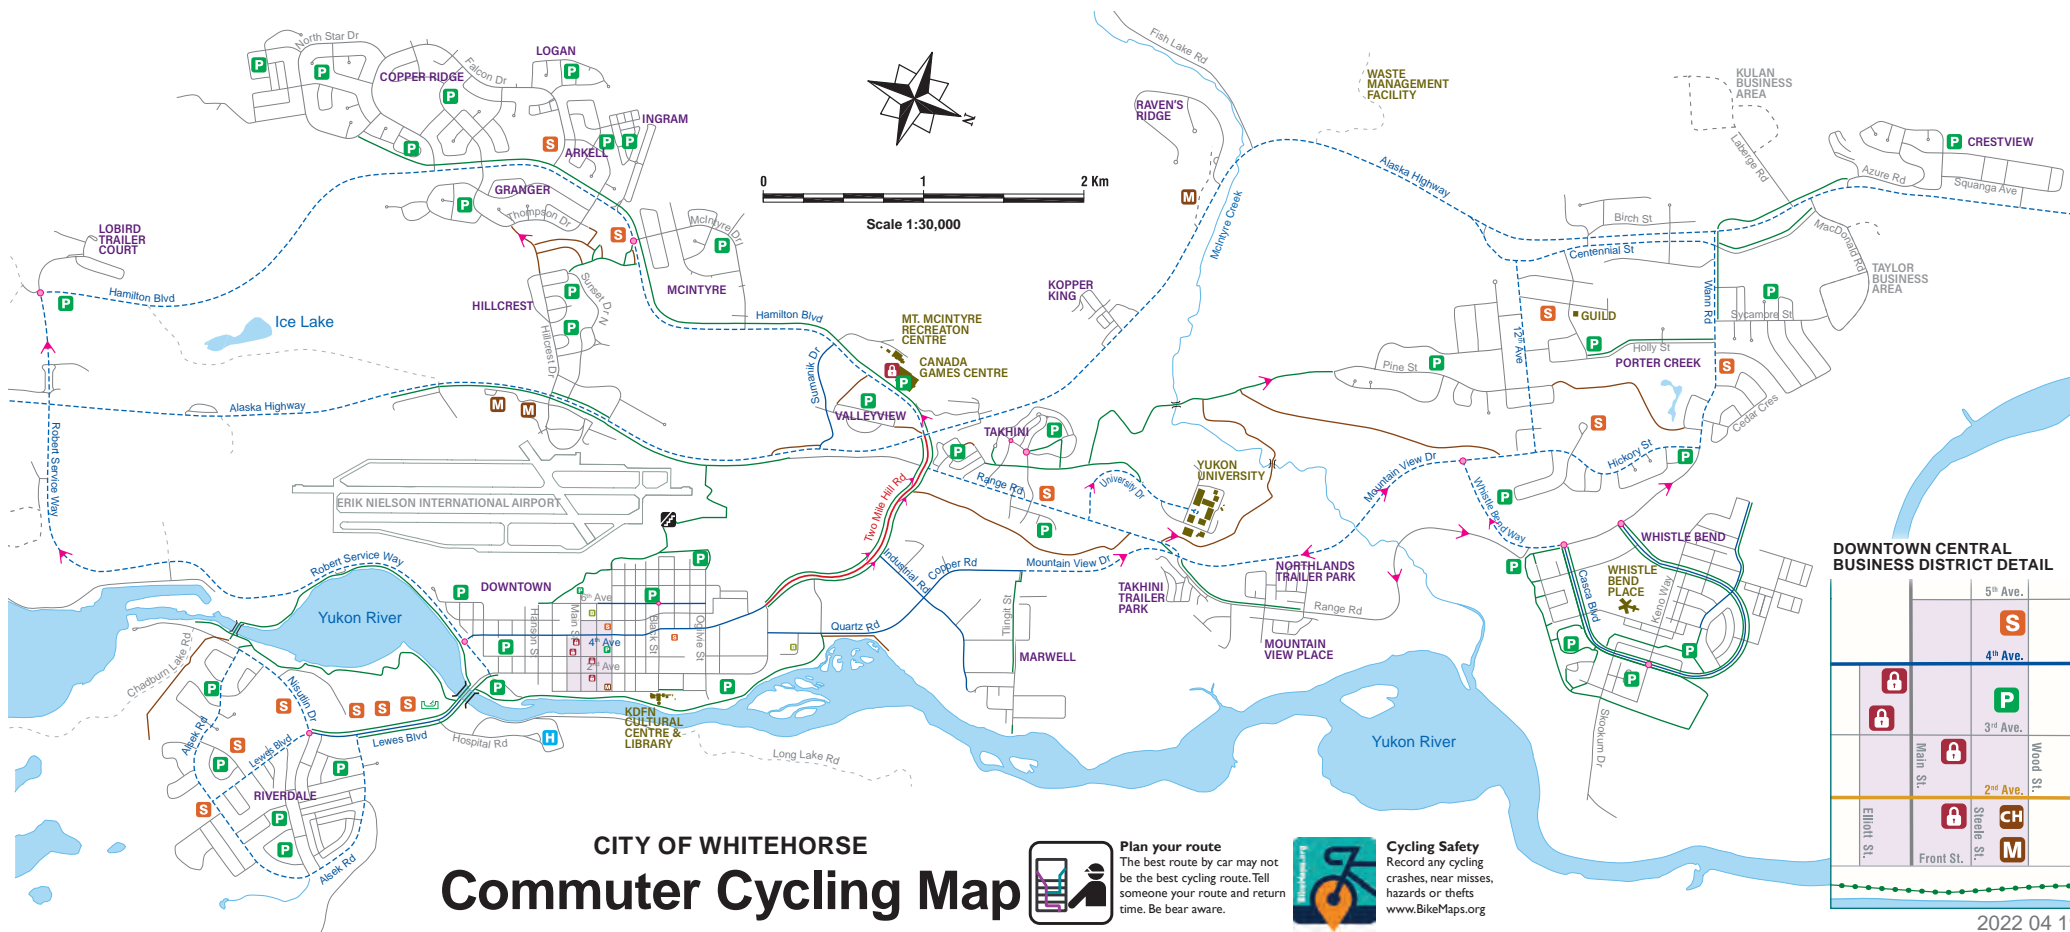 North Star Dr
COPPER RIDGE
Falcon Dr
LOGAN
INGRAM
ARKELL
GRANGER
Thompson Dr
McIntyre Dr
MCINTYRE
LOBIRD
TRAILER
COURT
Hamilton Blvd
Ice Lake
HILLCREST
Sunset Dr N
Hillcrest Dr
Hamilton Blvd
Alaska Highway
Robert Service Way
N
0 1 2 Km
Scale 1:30,000
Fish Lake Rd
RAVEN'S
RIDGE
WASTE
MANAGEMENT
FACILITY
KULAN
BUSINESS
AREA
CRESTVIEW
Laberge Rd
Azure Rd
Squanga Ave
Alaska Highway
McIntyre Creek
Birch St
Centennial St
MacDonald Rd
TAYLOR
BUSINESS
AREA
Wann Rd
Sycamore St
KOPPER
KING
MT. MCINTYRE
RECREATON
CENTRE
CANADA
GAMES CENTRE
Sumanik Dr
VALLEYVIEW
TAKHINI
GUILD
12th Ave
Holly St
PORTER CREEK
Pine St
Cedar Cres
Hickory St
Mountain View Dr
Whistle Bend Way
YUKON
UNIVERSITY
University Dr
Range Rd
Two Mile Hill Rd
ERIK NIELSON INTERNATIONAL AIRPORT
Robert Service Way
Yukon River
DOWNTOWN
6th Ave
Hanson St
Main St
4th Ave
2nd Ave
Black St
Ogilvie St
Industrial Rd
Copper Rd
Quartz Rd
Tlingit St
MARWELL
Mountain View Dr
TAKHINI
TRAILER
PARK
NORTHLANDS
TRAILER PARK
Range Rd
MOUNTAIN
VIEW PLACE
WHISTLE BEND
WHISTLE
BEND
PLACE
Casca Blvd
Keno Way
Skookum Dr
Yukon River
Chadburn Lake Rd
Nisutlin Dr
Alsek Rd
Lewes Blvd
Lewes Blvd
Hospital Rd
H
RIVERDALE
Alsek Rd
KDFN
CULTURAL
CENTRE &
LIBRARY
Long Lake Rd
DOWNTOWN CENTRAL
BUSINESS DISTRICT DETAIL
5th Ave.
S
4th Ave.
P
3rd Ave.
Main St.
Wood St.
2nd Ave.
Elliott St.
Steele St.
CH
M
Front St.
CITY OF WHITEHORSE
Commuter Cycling Map
Plan your route
The best route by car may not
be the best cycling route. Tell
someone your route and return
time. Be bear aware.
BikeMaps.org
Cycling Safety
Record any cycling
crashes, near misses,
hazards or thefts
www.BikeMaps.org
2022 04 1